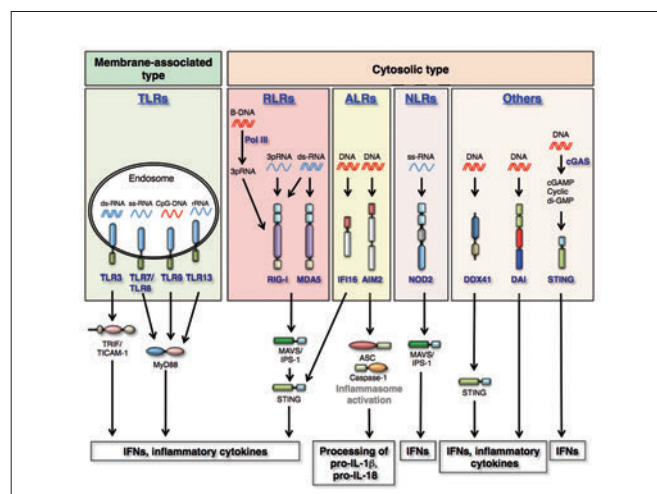 Membrane-associated
type
Cytosolic type
TLRs
RLRs
ALRs
NLRs
Others
B-DNA
Pol III
3pRNA
3pRNA
ds-RNA
DNA
DNA
ss-RNA
DNA
DNA
DNA
cGAS
cGAMP
Cyclic
di-GMP
Endosome
ds-RNA
ss-RNA
CpG-DNA
rRNA
TLR3
TLR7/
TLR8
TLR9
TLR13
RIG-I
MDA5
IFI16
AIM2
NOD2
DDX41
DAI
STING
TRIF/
TICAM-1
MyD88
MAVS/
IPS-1
STING
ASC
Caspase-1
Inflammasome
activation
MAVS/
IPS-1
STING
IFNs, inflammatory cytokines
Processing of
pro-IL-1β,
pro-IL-18
IFNs
IFNs, inflammatory
cytokines
IFNs